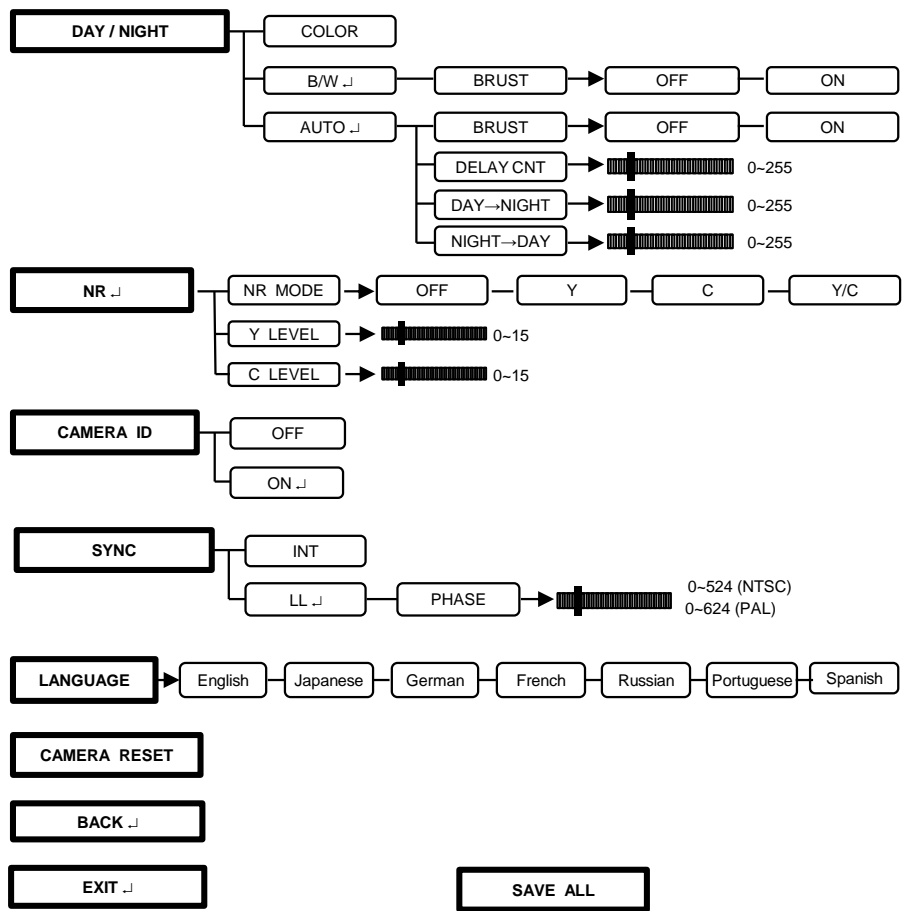 DAY / NIGHT COLOR
B/W ↵ BRUST OFF ON
AUTO ↵ BRUST OFF ON
DELAY CNT 0~255
DAY→NIGHT 0~255
NIGHT→DAY 0~255
NR ↵ NR MODE OFF Y C Y/C
Y LEVEL 0~15
C LEVEL 0~15
CAMERA ID OFF
ON ↵
SYNC INT
LL ↵ PHASE 0~524 (NTSC)
0~624 (PAL)
LANGUAGE English Japanese German French Russian Portuguese Spanish
CAMERA RESET
BACK ↵
EXIT ↵ SAVE ALL